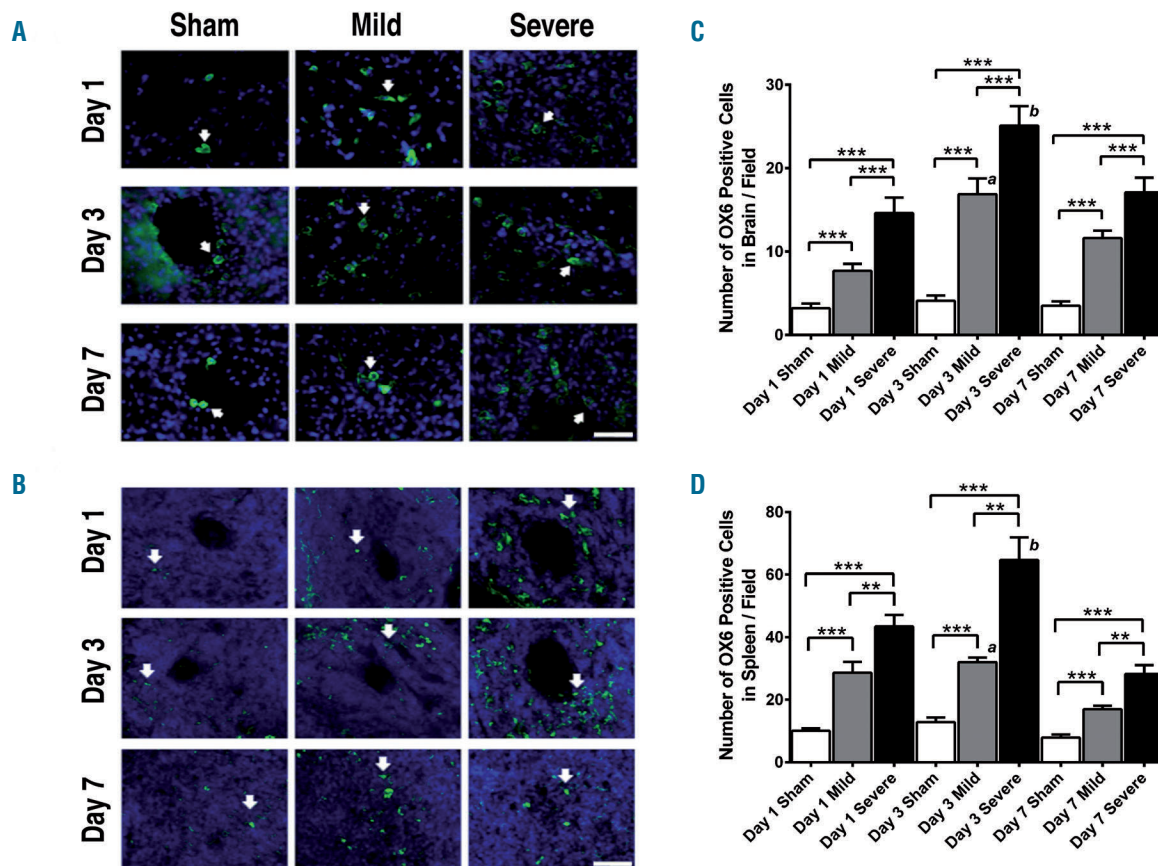 A
Sham Mild Severe
Day 1
Day 3
Day 7
B
Day 1
Day 3
Day 7
C
Number of OX6 Positive Cells
in Brain / Field
30
20
10
0
*** *** *** *** *** *** *** *** ***
a
b
Day 1 Sham
Day 1 Mild
Day 1 Severe
Day 3 Sham
Day 3 Mild
Day 3 Severe
Day 7 Sham
Day 7 Mild
Day 7 Severe
D
Number of OX6 Positive Cells
in Spleen / Field
80
60
40
20
0
*** *** ** *** *** ** *** *** **
a
b
Day 1 Sham
Day 1 Mild
Day 1 Severe
Day 3 Sham
Day 3 Mild
Day 3 Severe
Day 7 Sham
Day 7 Mild
Day 7 Severe